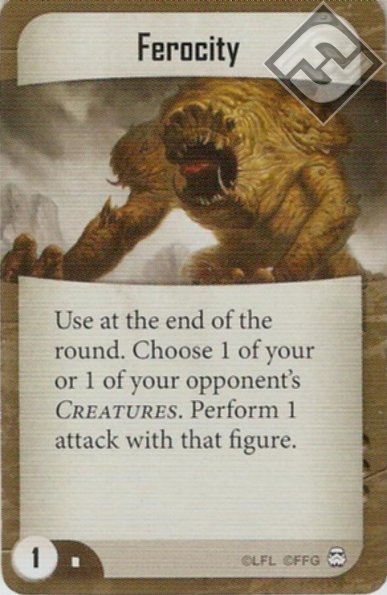 Ferocity
Use at the end of the
round. Choose 1 of your
or 1 of your opponent's
CREATURES. Perform 1
attack with that figure.
1
©LFL ©FFG